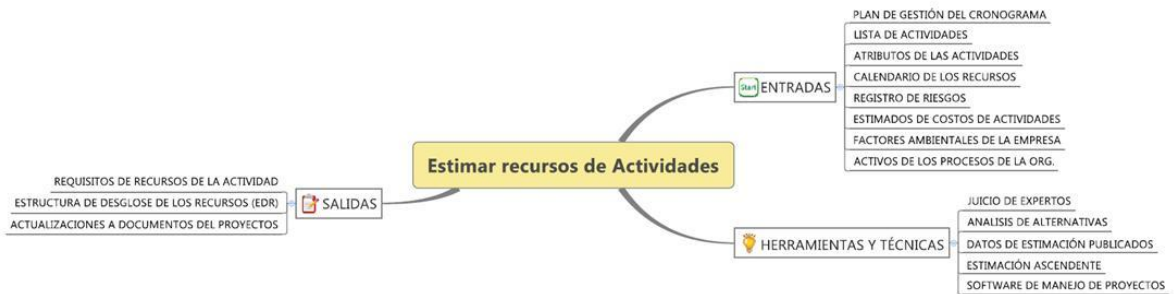 Estimar recursos de Actividades
Start ENTRADAS
PLAN DE GESTIÓN DEL CRONOGRAMA
LISTA DE ACTIVIDADES
ATRIBUTOS DE LAS ACTIVIDADES
CALENDARIO DE LOS RECURSOS
REGISTRO DE RIESGOS
ESTIMADOS DE COSTOS DE ACTIVIDADES
FACTORES AMBIENTALES DE LA EMPRESA
ACTIVOS DE LOS PROCESOS DE LA ORG.
HERRAMIENTAS Y TÉCNICAS
JUICIO DE EXPERTOS
ANALISIS DE ALTERNATIVAS
DATOS DE ESTIMACIÓN PUBLICADOS
ESTIMACIÓN ASCENDENTE
SOFTWARE DE MANEJO DE PROYECTOS
SALIDAS
REQUISITOS DE RECURSOS DE LA ACTIVIDAD
ESTRUCTURA DE DESGLOSE DE LOS RECURSOS (EDR)
ACTUALIZACIONES A DOCUMENTOS DEL PROYECTOS